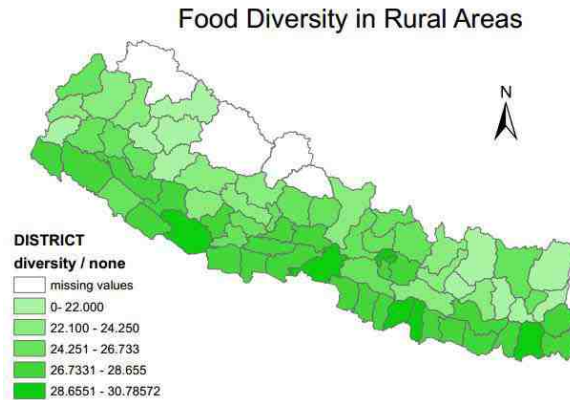 Food Diversity in Rural Areas
N
DISTRICT
diversity / none
missing values
0- 22.000
22.100 - 24.250
24.251 - 26.733
26.7331 - 28.655
28.6551 - 30.78572